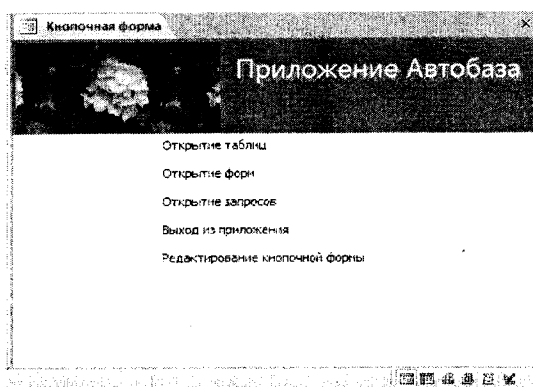 Кнопочная форма
Приложение Автобаза
Открытие таблиц
Открытие форм
Открытие запросов
Выход из приложения
Редактирование кнопочной формы